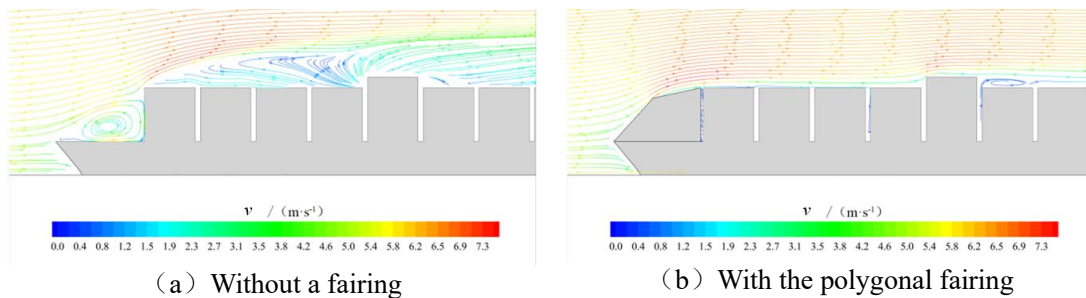 v /（m·s⁻¹）
0.0 0.4 0.8 1.2 1.5 1.9 2.3 2.7 3.1 3.5 3.8 4.2 4.6 5.0 5.4 5.8 6.2 6.5 6.9 7.3
（a）Without a fairing
v /（m·s⁻¹）
0.0 0.4 0.8 1.2 1.5 1.9 2.3 2.7 3.1 3.5 3.8 4.2 4.6 5.0 5.4 5.8 6.2 6.5 6.9 7.3
（b）With the polygonal fairing